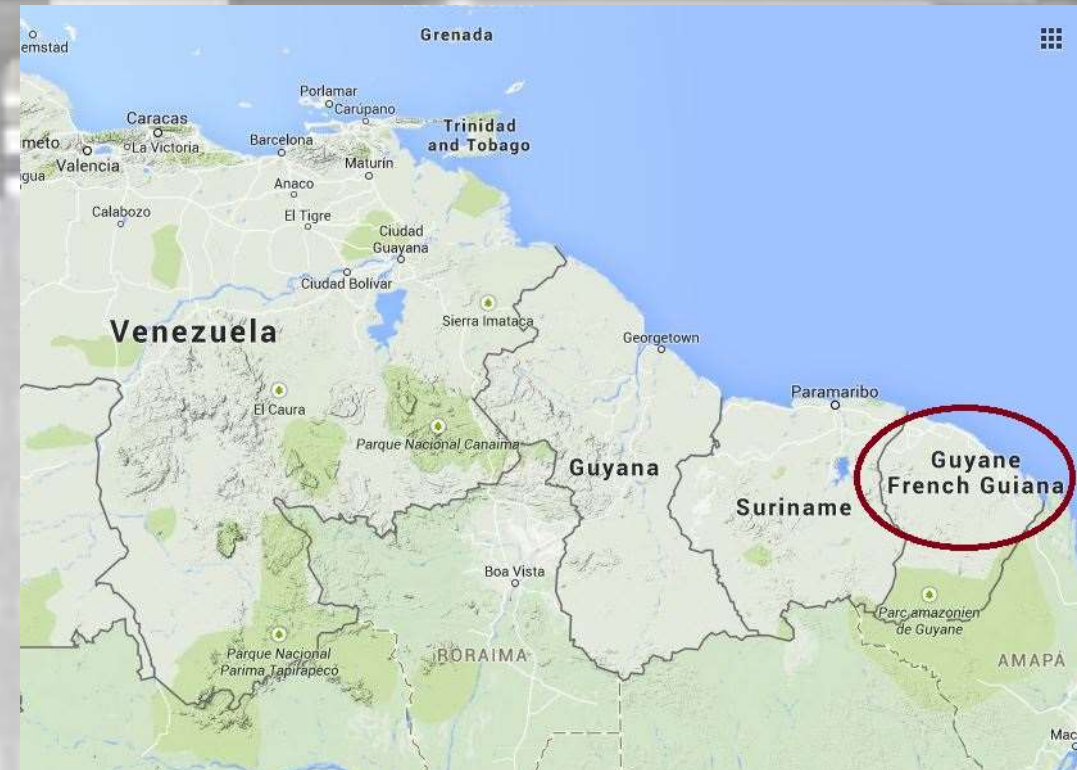 Grenada
emstad
Porlamar
Carúpano
Caracas
Trinidad
and Tobago
meto
La Victoria
Barcelona
Valencia
Maturín
gua
Anaco
Calabozo
El Tigre
Ciudad
Guayana
Ciudad Bolívar
Sierra Imataca
Venezuela
Georgetown
Paramaribo
El Caura
Parque Nacional Canaima
Guyana
Guyane
French Guiana
Suriname
Boa Vista
Parc amazonien
de Guyane
Parque Nacional
Parima Tapirapecó
RORAIMA
AMAPÁ
Mac